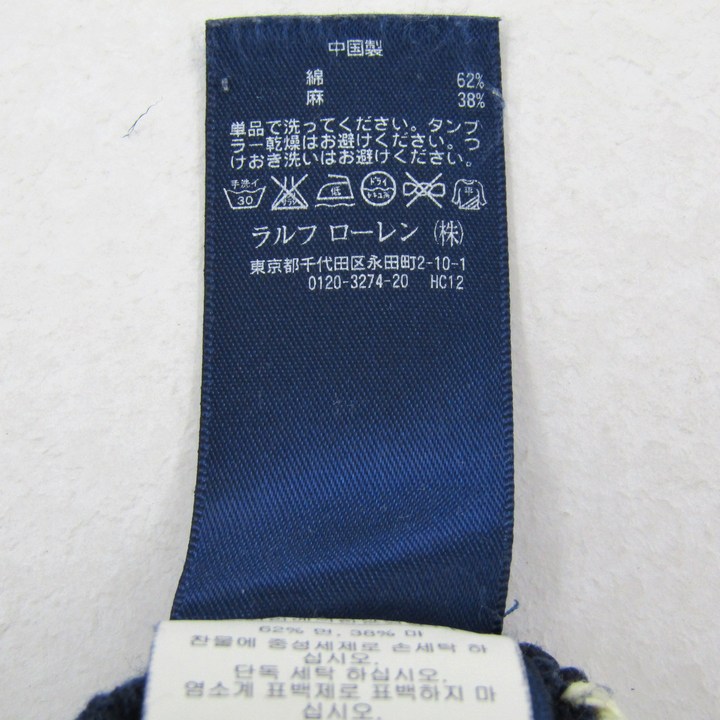 中国製
綿 62%
麻 38%
単品で洗ってください。タンブ
ラー乾燥はお避けください。つ
けおき洗いはお避けください。
手洗イ 30 低 ドライ
ラルフ ローレン ㈱
東京都千代田区永田町2-10-1
0120-3274-20 HC12
62% 면, 38% 마
찬물에 중성세제로 손세탁 하
십시오.
단독 세탁 하십시오.
염소계 표백제로 표백하지 마
십시오.